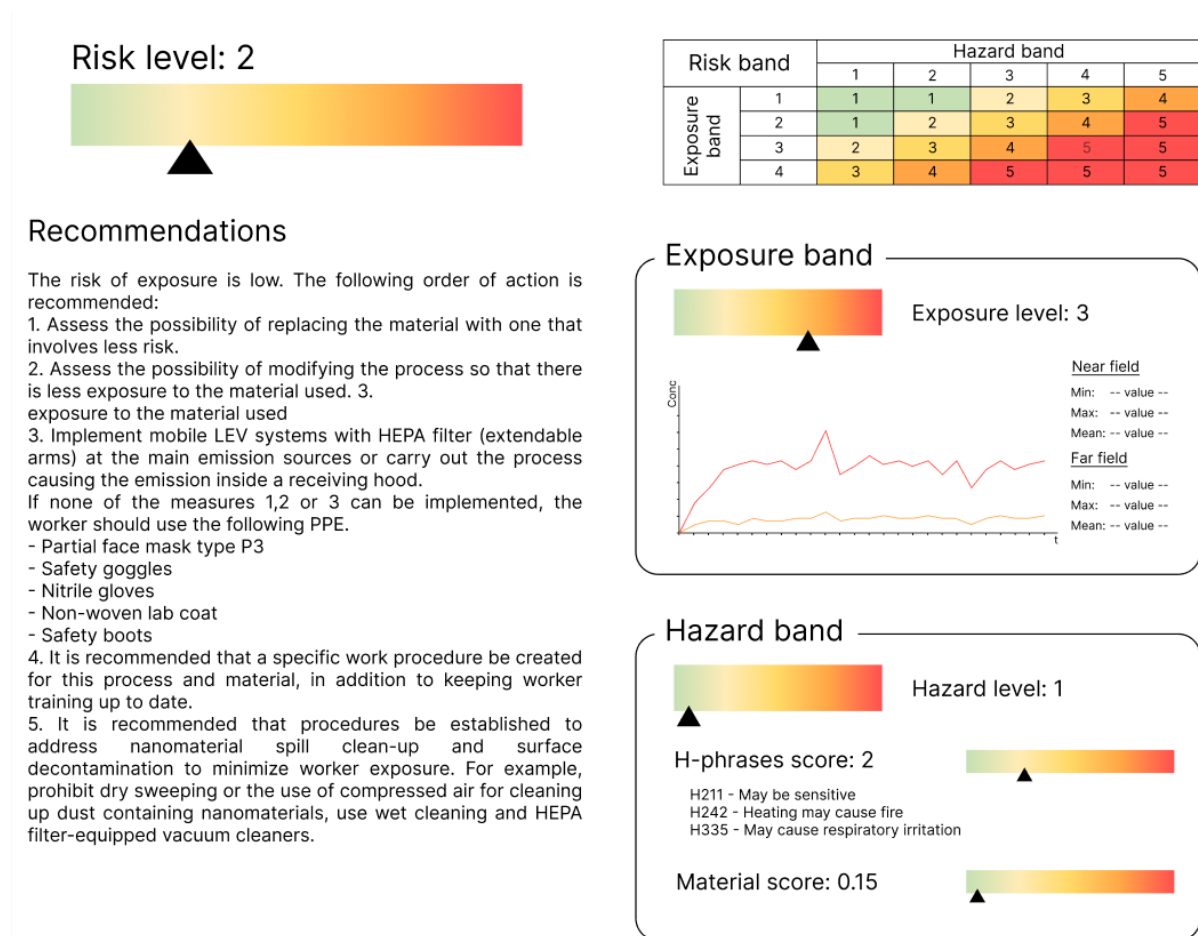 Risk level: 2
Recommendations
The risk of exposure is low. The following order of action is
recommended:
1. Assess the possibility of replacing the material with one that
involves less risk.
2. Assess the possibility of modifying the process so that there
is less exposure to the material used. 3.
exposure to the material used
3. Implement mobile LEV systems with HEPA filter (extendable
arms) at the main emission sources or carry out the process
causing the emission inside a receiving hood.
If none of the measures 1,2 or 3 can be implemented, the
worker should use the following PPE.
- Partial face mask type P3
- Safety goggles
- Nitrile gloves
- Non-woven lab coat
- Safety boots
4. It is recommended that a specific work procedure be created
for this process and material, in addition to keeping worker
training up to date.
5. It is recommended that procedures be established to
address nanomaterial spill clean-up and surface
decontamination to minimize worker exposure. For example,
prohibit dry sweeping or the use of compressed air for cleaning
up dust containing nanomaterials, use wet cleaning and HEPA
filter-equipped vacuum cleaners.
Risk band
Hazard band
1 2 3 4 5
Exposure
band
1 1 1 2 3 4
2 1 2 3 4 5
3 2 3 4 5 5
4 3 4 5 5 5
Exposure band
Exposure level: 3
Conc
t
Near field
Min: -- value --
Max: -- value --
Mean: -- value --
Far field
Min: -- value --
Max: -- value --
Mean: -- value --
Hazard band
Hazard level: 1
H-phrases score: 2
H211 - May be sensitive
H242 - Heating may cause fire
H335 - May cause respiratory irritation
Material score: 0.15